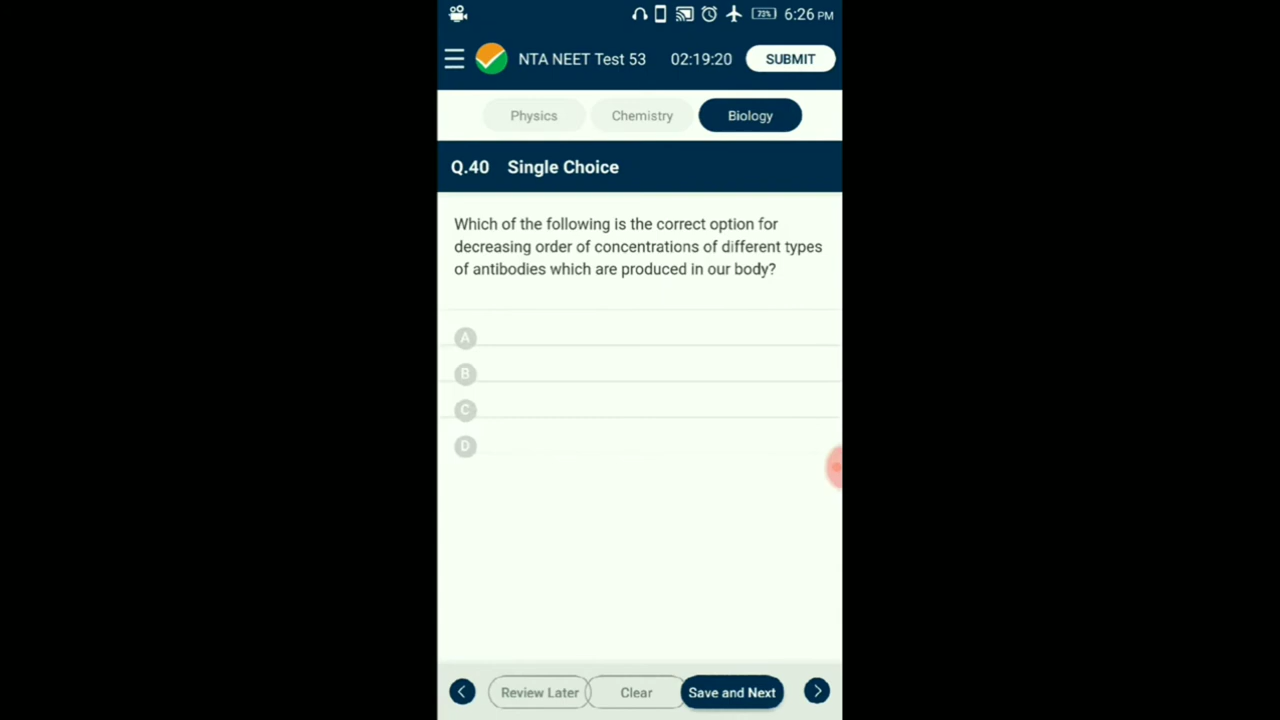 73% 6:26 PM
NTA NEET Test 53 02:19:20 SUBMIT
Physics Chemistry Biology
Q.40 Single Choice
Which of the following is the correct option for
decreasing order of concentrations of different types
of antibodies which are produced in our body?
A
B
C
D
Review Later Clear Save and Next